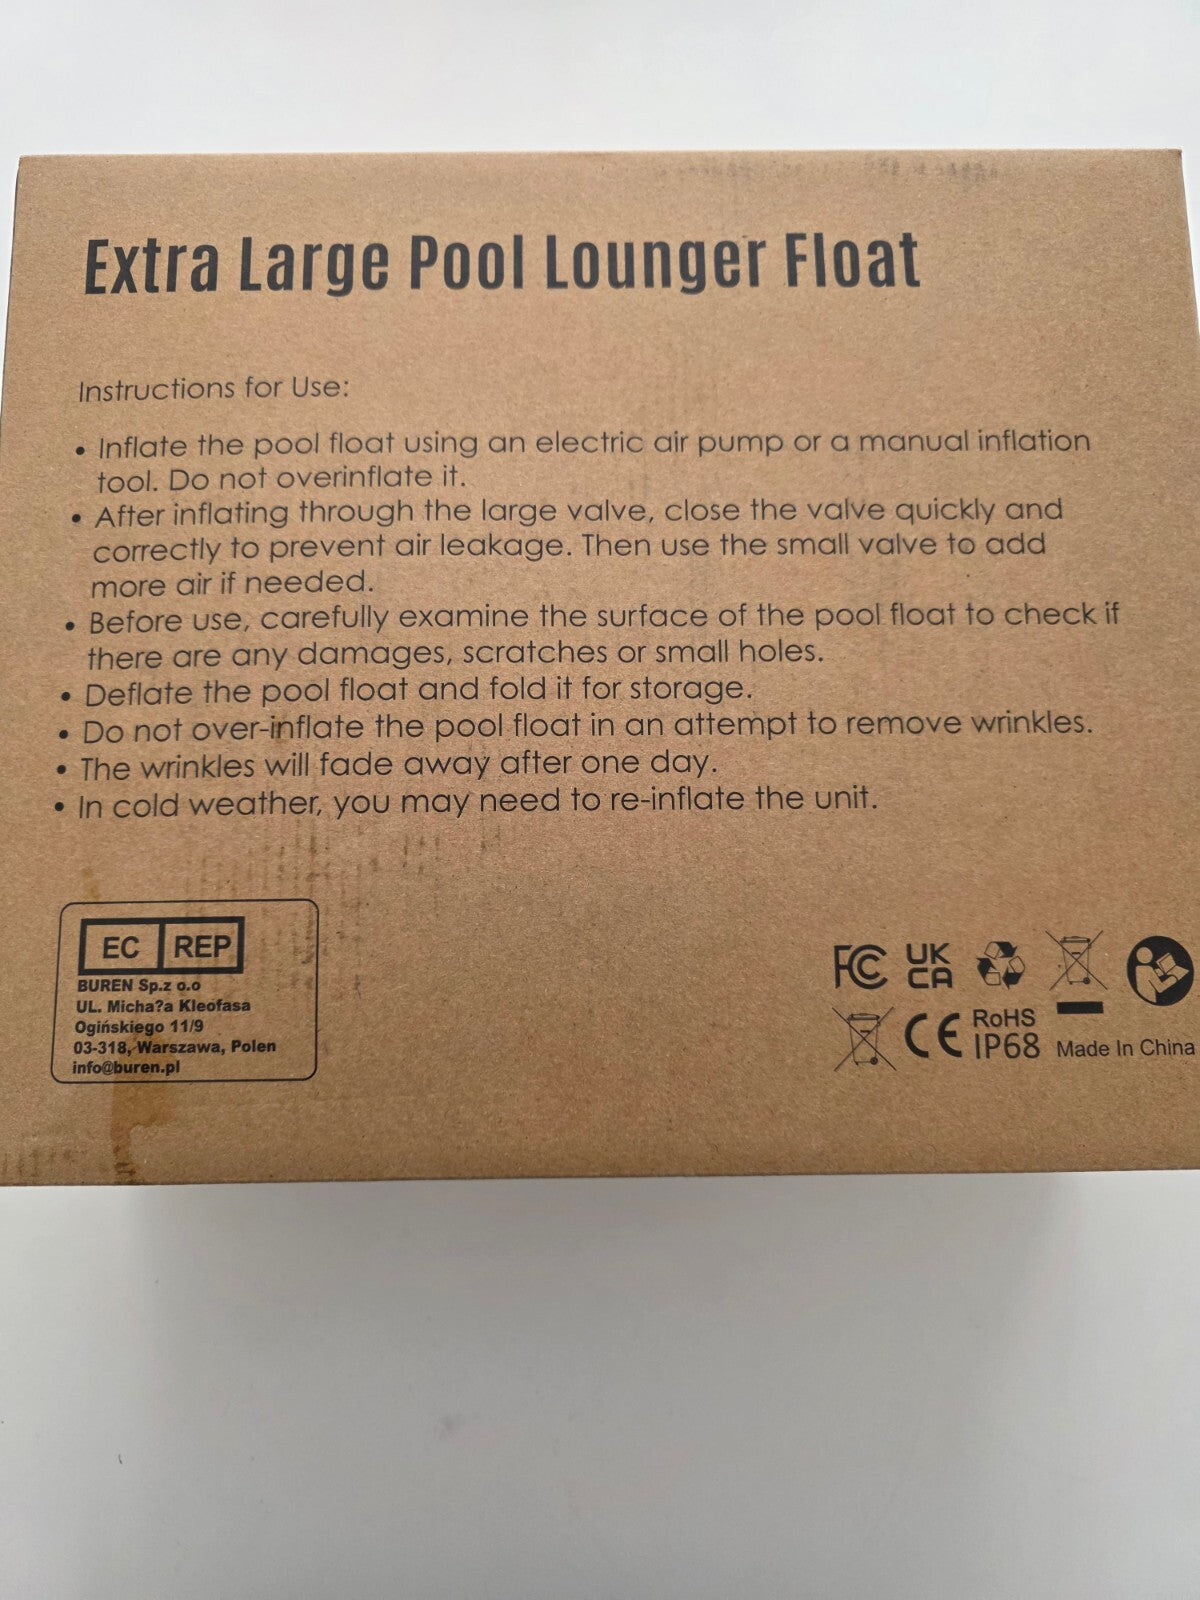 Extra Large Pool Lounger Float
Instructions for Use:
• Inflate the pool float using an electric air pump or a manual inflation
tool. Do not overinflate it.
• After inflating through the large valve, close the valve quickly and
correctly to prevent air leakage. Then use the small valve to add
more air if needed.
• Before use, carefully examine the surface of the pool float to check if
there are any damages, scratches or small holes.
• Deflate the pool float and fold it for storage.
• Do not over-inflate the pool float in an attempt to remove wrinkles.
• The wrinkles will fade away after one day.
• In cold weather, you may need to re-inflate the unit.
EC REP
BUREN Sp.z o.o
UL. Micha?a Kleofasa
Ogińskiego 11/9
03-318, Warszawa, Polen
info@buren.pl
FC UK
CA
CE RoHS
IP68 Made In China